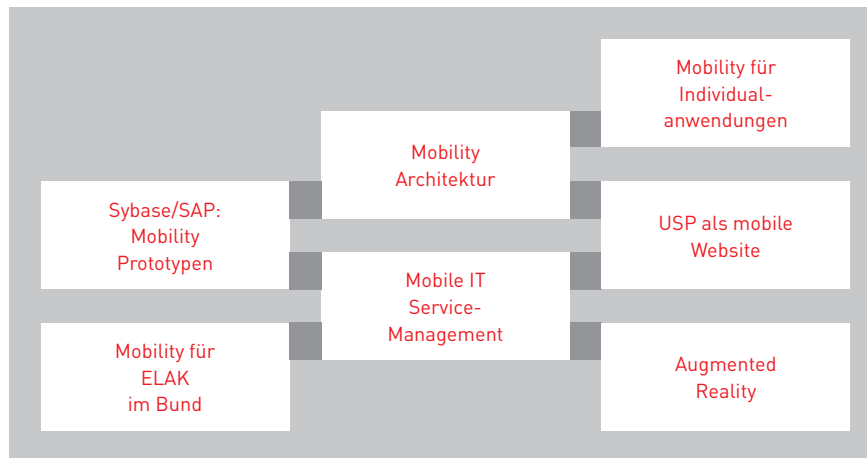 Mobility für
Individual-
anwendungen
Mobility
Architektur
Sybase/SAP:
Mobility
Prototypen
USP als mobile
Website
Mobile IT
Service-
Management
Mobility für
ELAK
im Bund
Augmented
Reality